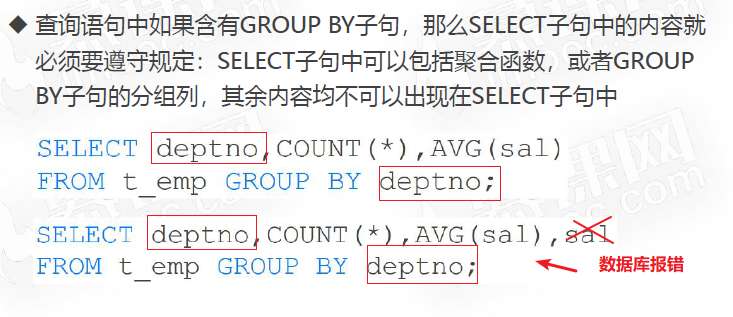 ◆ 查询语句中如果含有GROUP BY子句，那么SELECT子句中的内容就
必须要遵守规定：SELECT子句中可以包括聚合函数，或者GROUP
BY子句的分组列，其余内容均不可以出现在SELECT子句中
SELECT deptno,COUNT(*),AVG(sal)
FROM t_emp GROUP BY deptno;
SELECT deptno,COUNT(*),AVG(sal),sal
FROM t_emp GROUP BY deptno;
数据库报错